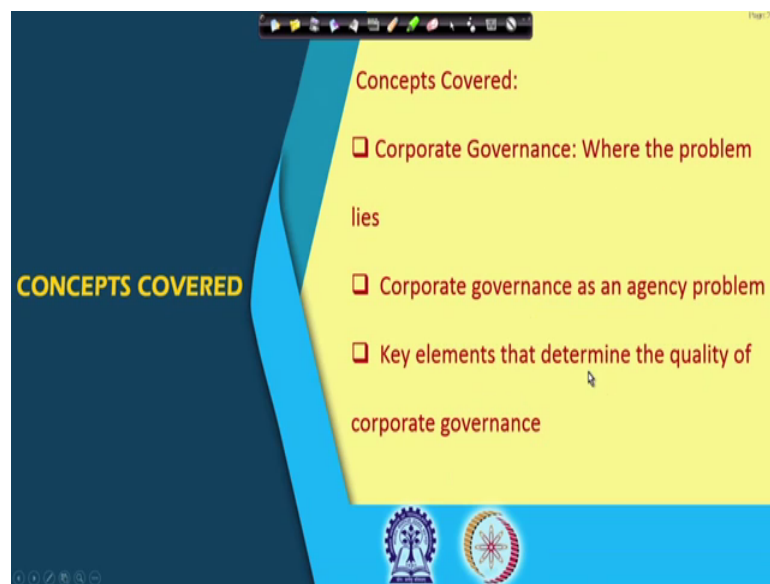 Concepts Covered:
❑ Corporate Governance: Where the problem
lies
CONCEPTS COVERED
❑ Corporate governance as an agency problem
❑ Key elements that determine the quality of
corporate governance